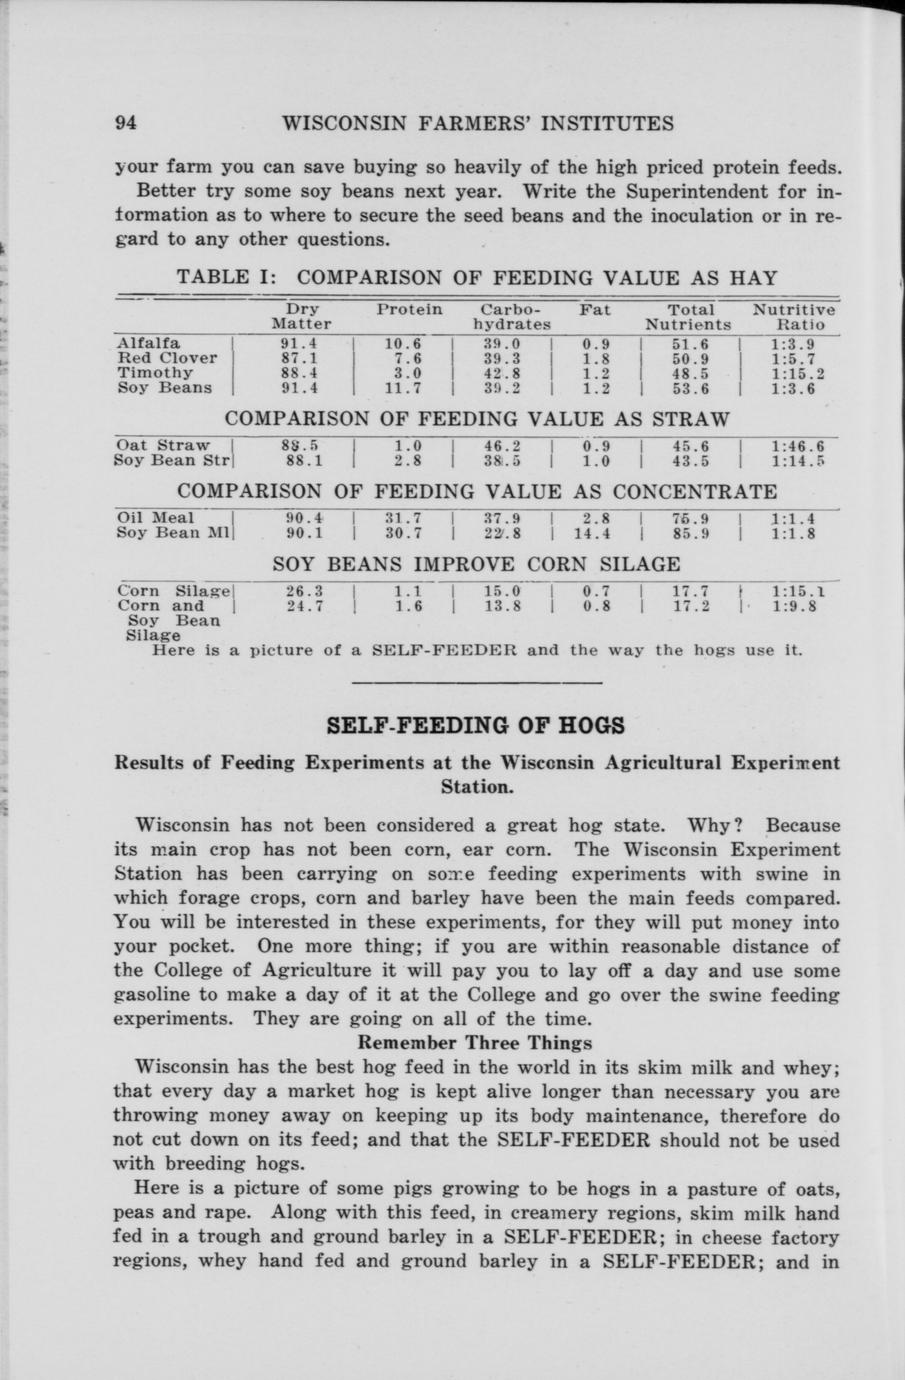 94 WISCONSIN FARMERS' INSTITUTES
your farm you can save buying so heavily of the high priced protein feeds.
Better try some soy beans next year. Write the Superintendent for in-
formation as to where to secure the seed beans and the inoculation or in re-
gard to any other questions.
TABLE I: COMPARISON OF FEEDING VALUE AS HAY
Dry Protein Carbo- Fat Total Nutritive
Matter hydrates Nutrients Ratio
Alfalfa | 91.4 | 10.6 | 39.0 | 0.9 | 51.6 | 1:3.9
Red Clover | 87.1 | 7.6 | 39.3 | 1.8 | 50.9 | 1:5.7
Timothy | 88.4 | 3.0 | 42.8 | 1.2 | 48.5 | 1:15.2
Soy Beans | 91.4 | 11.7 | 39.2 | 1.2 | 53.6 | 1:3.6
COMPARISON OF FEEDING VALUE AS STRAW
Oat Straw | 88.5 | 1.0 | 46.2 | 0.9 | 45.6 | 1:46.6
Soy Bean Str| 88.1 | 2.8 | 38.5 | 1.0 | 43.5 | 1:14.5
COMPARISON OF FEEDING VALUE AS CONCENTRATE
Oil Meal | 90.4 | 31.7 | 37.9 | 2.8 | 75.9 | 1:1.4
Soy Bean Ml| 90.1 | 30.7 | 22.8 | 14.4 | 85.9 | 1:1.8
SOY BEANS IMPROVE CORN SILAGE
Corn Silage| 26.3 | 1.1 | 15.0 | 0.7 | 17.7 | 1:15.1
Corn and | 24.7 | 1.6 | 13.8 | 0.8 | 17.2 | 1:9.8
Soy Bean
Silage
Here is a picture of a SELF-FEEDER and the way the hogs use it.
SELF-FEEDING OF HOGS
Results of Feeding Experiments at the Wisconsin Agricultural Experiment
Station.
Wisconsin has not been considered a great hog state. Why? Because
its main crop has not been corn, ear corn. The Wisconsin Experiment
Station has been carrying on some feeding experiments with swine in
which forage crops, corn and barley have been the main feeds compared.
You will be interested in these experiments, for they will put money into
your pocket. One more thing; if you are within reasonable distance of
the College of Agriculture it will pay you to lay off a day and use some
gasoline to make a day of it at the College and go over the swine feeding
experiments. They are going on all of the time.
Remember Three Things
Wisconsin has the best hog feed in the world in its skim milk and whey;
that every day a market hog is kept alive longer than necessary you are
throwing money away on keeping up its body maintenance, therefore do
not cut down on its feed; and that the SELF-FEEDER should not be used
with breeding hogs.
Here is a picture of some pigs growing to be hogs in a pasture of oats,
peas and rape. Along with this feed, in creamery regions, skim milk hand
fed in a trough and ground barley in a SELF-FEEDER; in cheese factory
regions, whey hand fed and ground barley in a SELF-FEEDER; and in